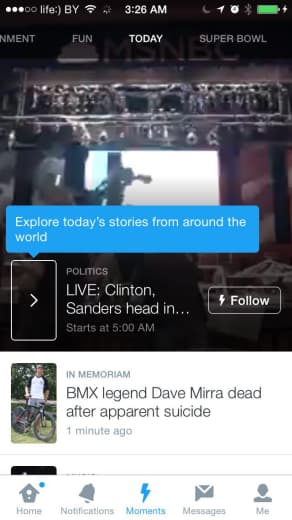 life:) BY 3:26 AM
NMENT FUN TODAY SUPER BOWL
MSNBC
Explore today's stories from around the
world
POLITICS
LIVE: Clinton,
Sanders head in...
Starts at 5:00 AM
Follow
IN MEMORIAM
BMX legend Dave Mirra dead
after apparent suicide
1 minute ago
Home Notifications Moments Messages Me